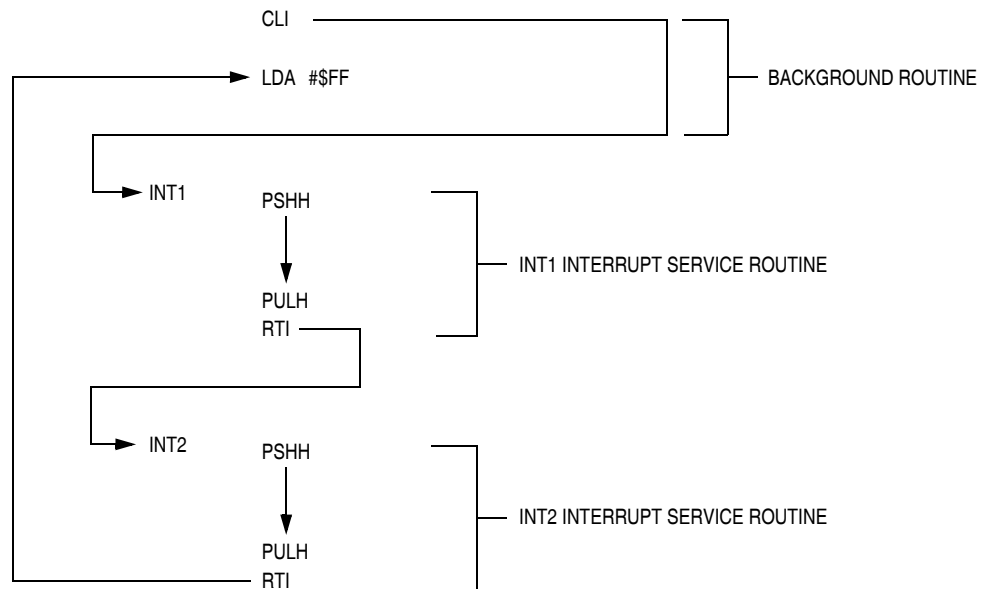 CLI
LDA #$FF
BACKGROUND ROUTINE
INT1
PSHH
INT1 INTERRUPT SERVICE ROUTINE
PULH
RTI
INT2
PSHH
INT2 INTERRUPT SERVICE ROUTINE
PULH
RTI